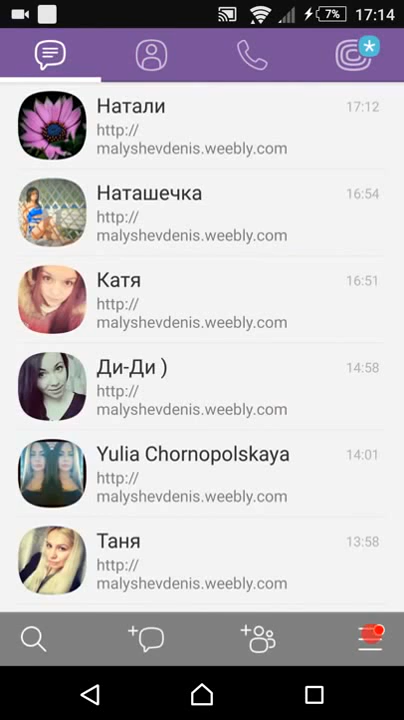 7%
17:14
Натали
17:12
http://
malyshevdenis.weebly.com
Наташечка
16:54
http://
malyshevdenis.weebly.com
Катя
16:51
http://
malyshevdenis.weebly.com
Ди-Ди )
14:58
http://
malyshevdenis.weebly.com
Yulia Chornopolskaya
14:01
http://
malyshevdenis.weebly.com
Таня
13:58
http://
malyshevdenis.weebly.com